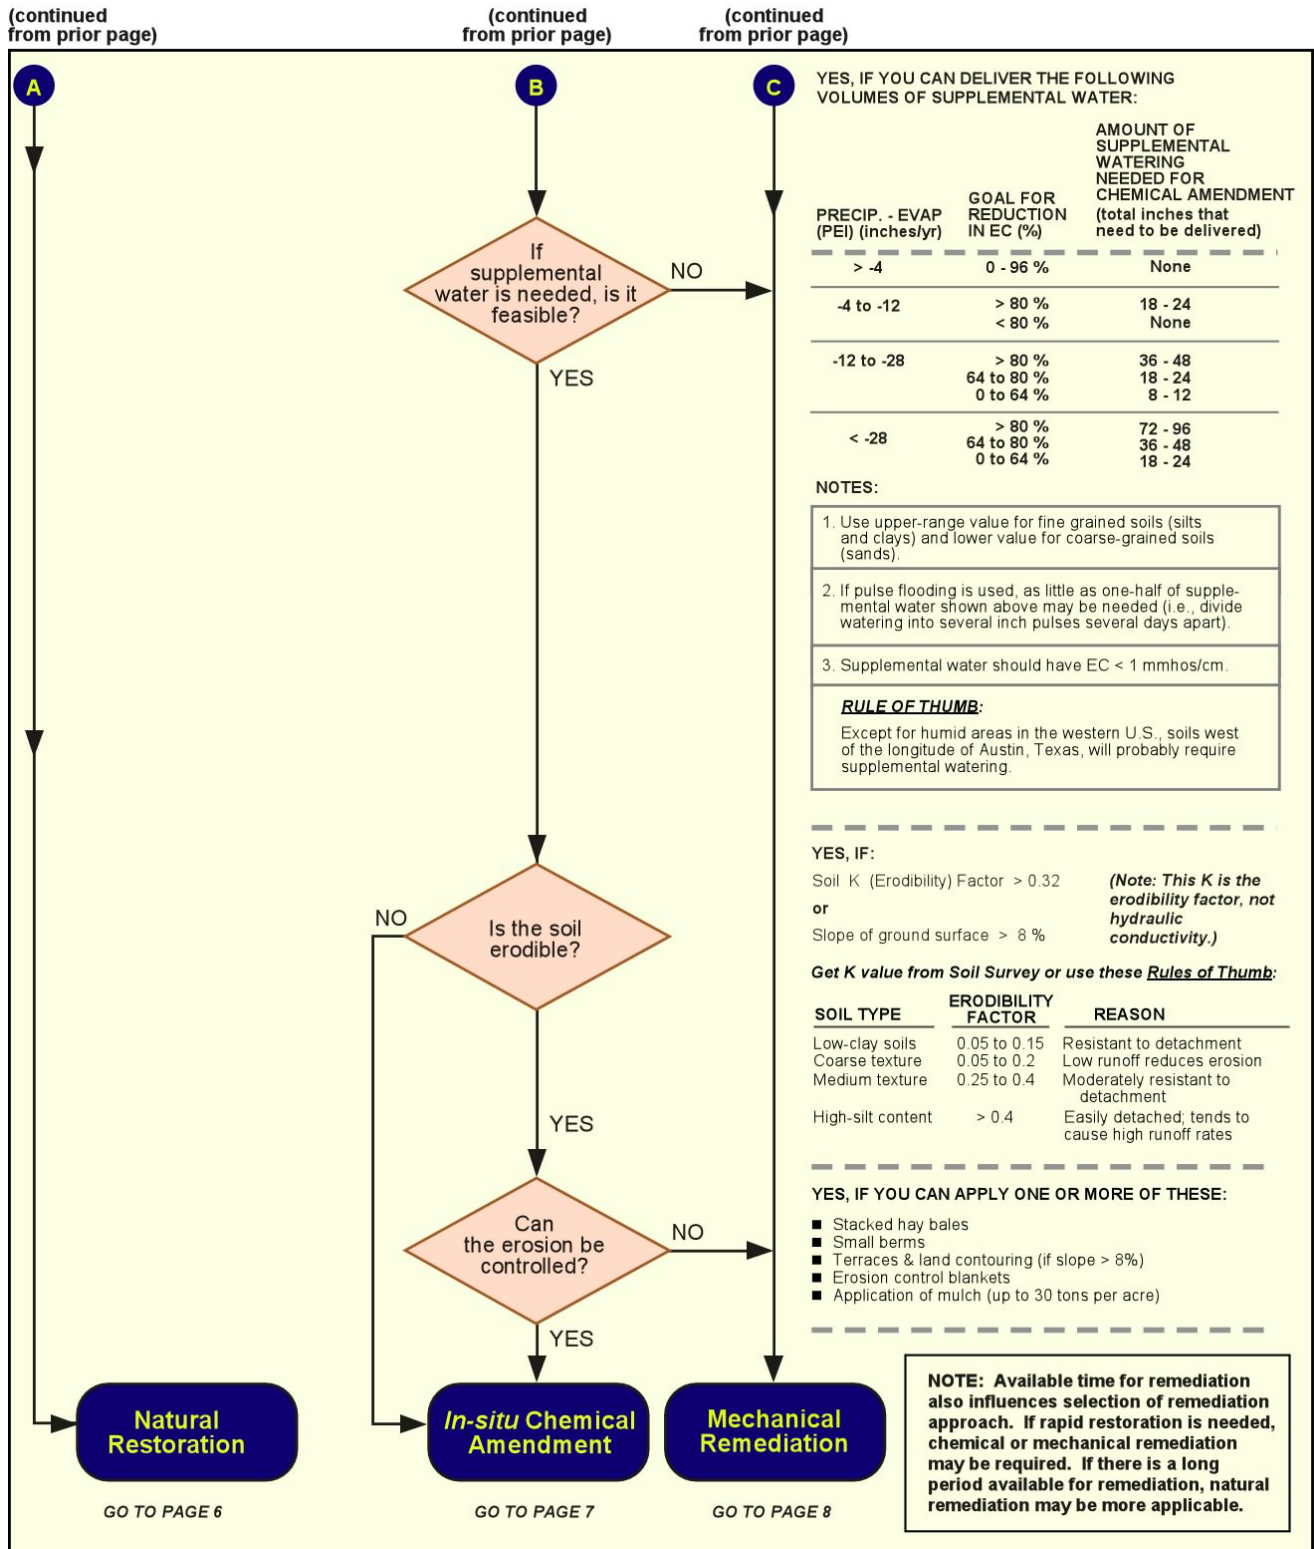 (continued
from prior page)
(continued
from prior page)
(continued
from prior page)
A
B
C
YES, IF YOU CAN DELIVER THE FOLLOWING
VOLUMES OF SUPPLEMENTAL WATER:
PRECIP. - EVAP
(PEI) (inches/yr)
GOAL FOR
REDUCTION
IN EC (%)
AMOUNT OF
SUPPLEMENTAL
WATERING
NEEDED FOR
CHEMICAL AMENDMENT
(total inches that
need to be delivered)
> -4 0 - 96 % None
-4 to -12 > 80 % 18 - 24
< 80 % None
-12 to -28 > 80 % 36 - 48
64 to 80 % 18 - 24
0 to 64 % 8 - 12
< -28 > 80 % 72 - 96
64 to 80 % 36 - 48
0 to 64 % 18 - 24
If
supplemental
water is needed, is it
feasible?
NO
YES
NOTES:
1. Use upper-range value for fine grained soils (silts
and clays) and lower value for coarse-grained soils
(sands).
2. If pulse flooding is used, as little as one-half of supple-
mental water shown above may be needed (i.e., divide
watering into several inch pulses several days apart).
3. Supplemental water should have EC < 1 mmhos/cm.
RULE OF THUMB:
Except for humid areas in the western U.S., soils west
of the longitude of Austin, Texas, will probably require
supplemental watering.
Is the soil
erodible?
NO
YES
YES, IF:
Soil K (Erodibility) Factor > 0.32
or
Slope of ground surface > 8 %
(Note: This K is the
erodibility factor, not
hydraulic
conductivity.)
Get K value from Soil Survey or use these Rules of Thumb:
SOIL TYPE
ERODIBILITY
FACTOR
REASON
Low-clay soils 0.05 to 0.15 Resistant to detachment
Coarse texture 0.05 to 0.2 Low runoff reduces erosion
Medium texture 0.25 to 0.4 Moderately resistant to
detachment
High-silt content > 0.4 Easily detached; tends to
cause high runoff rates
Can
the erosion be
controlled?
NO
YES
YES, IF YOU CAN APPLY ONE OR MORE OF THESE:
■ Stacked hay bales
■ Small berms
■ Terraces & land contouring (if slope > 8%)
■ Erosion control blankets
■ Application of mulch (up to 30 tons per acre)
Natural
Restoration
GO TO PAGE 6
In-situ Chemical
Amendment
GO TO PAGE 7
Mechanical
Remediation
GO TO PAGE 8
NOTE: Available time for remediation
also influences selection of remediation
approach. If rapid restoration is needed,
chemical or mechanical remediation
may be required. If there is a long
period available for remediation, natural
remediation may be more applicable.